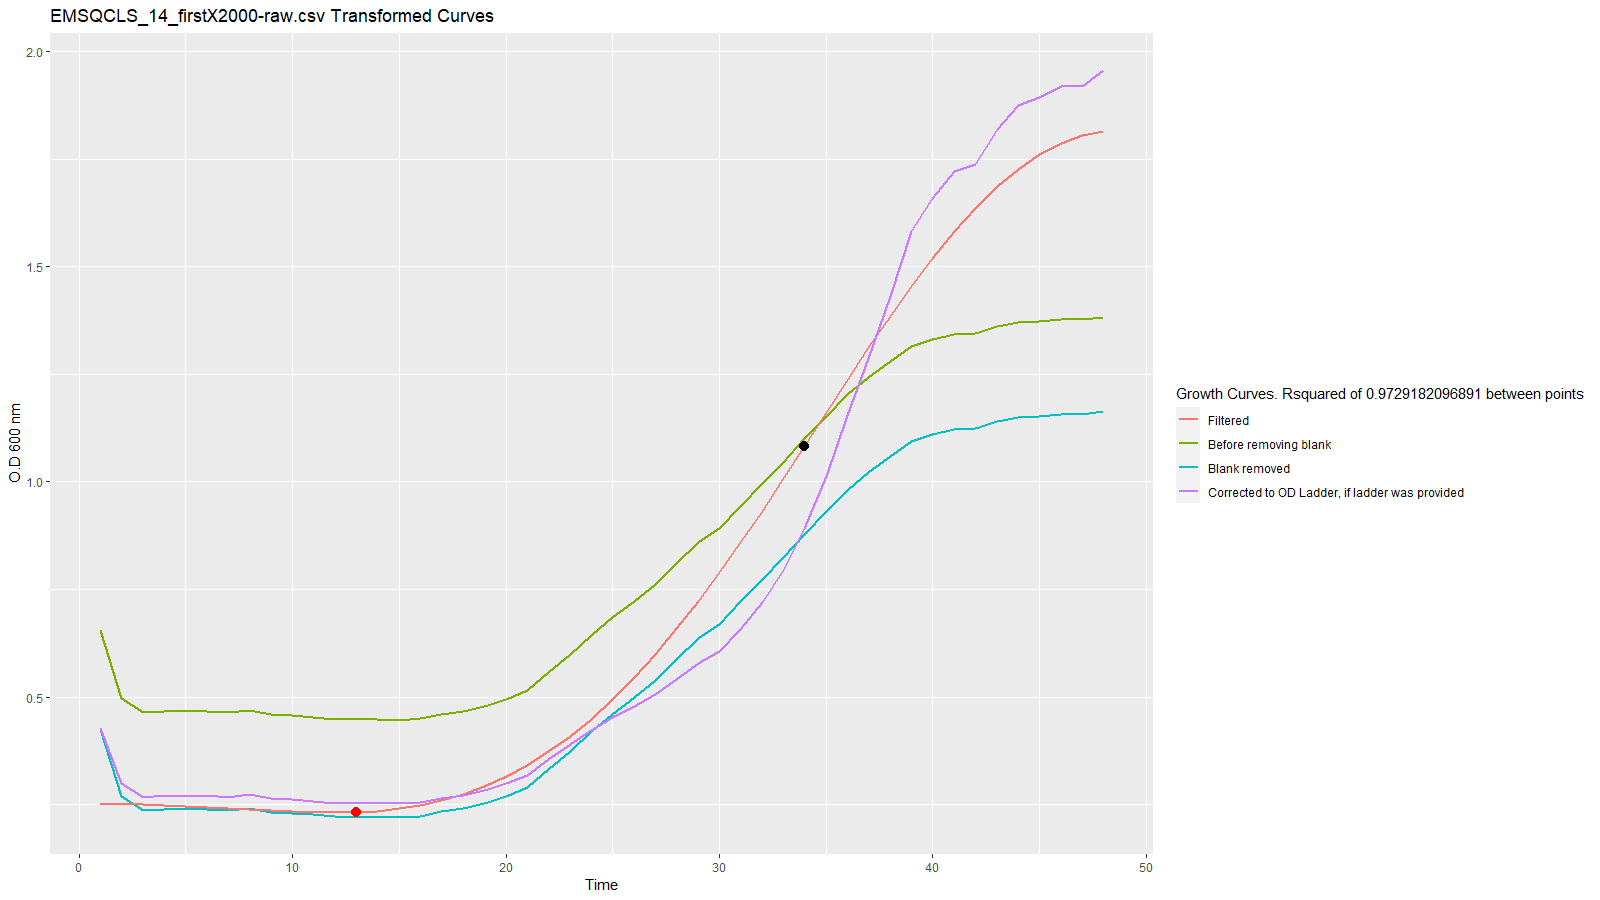 EMSQCLS_14_firstX2000-raw.csv Transformed Curves
2.0
1.5
1.0
0.5
O.D 600 nm
0 10 20 30 40 50
Time
Growth Curves. Rsquared of 0.9729182096891 between points
Filtered
Before removing blank
Blank removed
Corrected to OD Ladder, if ladder was provided